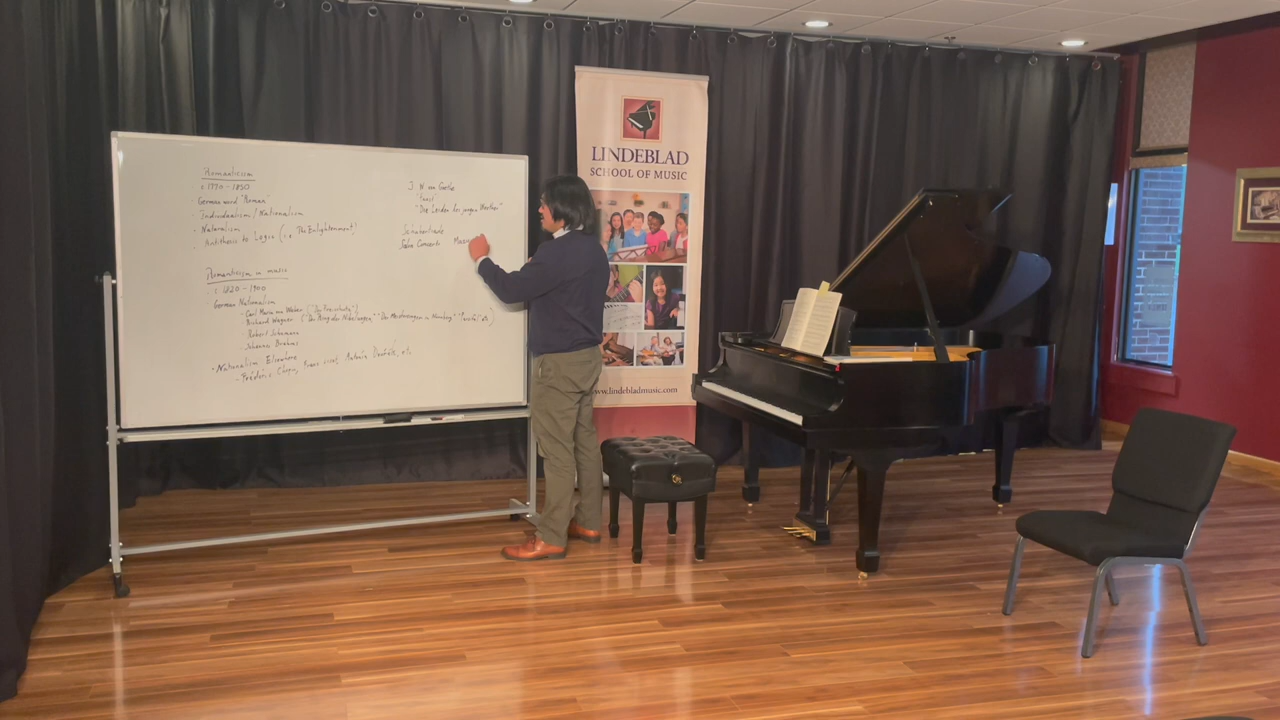 Romanticism
c 1770 - 1850
German word "Roman"
Individualism / Nationalism
Naturalism
Antithesis to Logic (i.e. The Enlightenment)
Romanticism in music
c 1820 - 1900
German Nationalism
- Carl Maria von Weber ("Der Freischutz")
Richard Wagner ("Der Ring des Nibelungen," "Die Meistersinger in Nürnberg" "Parsifal" etc)
Robert Schumann
- Johannes Brahms
Nationalism Elsewhere
- Frédéric Chopin, Franz Liszt, Antonín Dvořák, etc.
J. W von Goethe
"Faust"
"Die Leiden des jungen Werther"
Schubertiade
Salon Concerts
LINDEBLAD
SCHOOL OF MUSIC
www.lindebladmusic.com